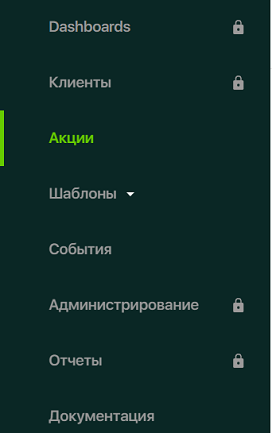 Dashboards
Клиенты
Акции
Шаблоны
События
Администрирование
Отчеты
Документация